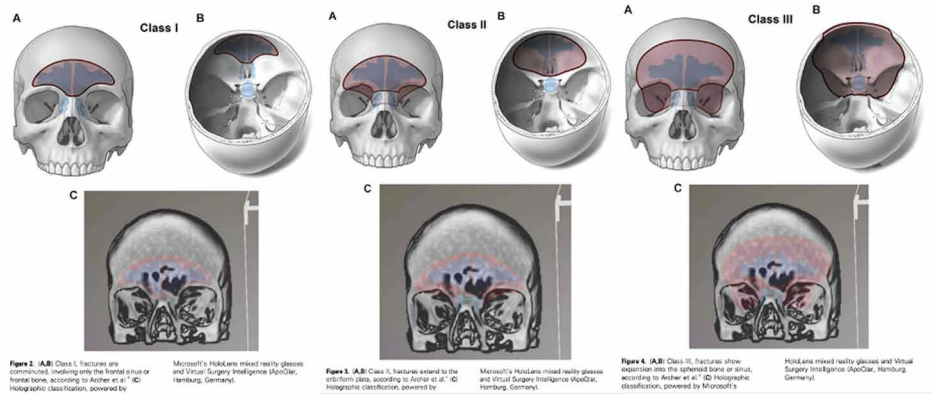 A
Class I
B
C
Figure 2. (A,B) Class I, fractures are
comminuted, involving only the frontal sinus or
frontal bone, according to Archer et al.4 (C)
Holographic classification, powered by
Microsoft's HoloLens mixed reality glasses
and Virtual Surgery Intelligence (ApoQlar,
Hamburg, Germany).
A
Class II
B
C
Figure 3. (A,B) Class II, fractures extend to the
cribriform plate, according to Archer et al.4 (C)
Holographic classification, powered by
Microsoft's HoloLens mixed reality glasses
and Virtual Surgery Intelligence (ApoQlar,
Hamburg, Germany).
A
Class III
B
C
Figure 4. (A,B) Class III, fractures show
expansion into the sphenoid bone or sinus,
according to Archer et al.4 (C) Holographic
classification, powered by Microsoft's
HoloLens mixed reality glasses and Virtual
Surgery Intelligence (ApoQlar, Hamburg,
Germany).